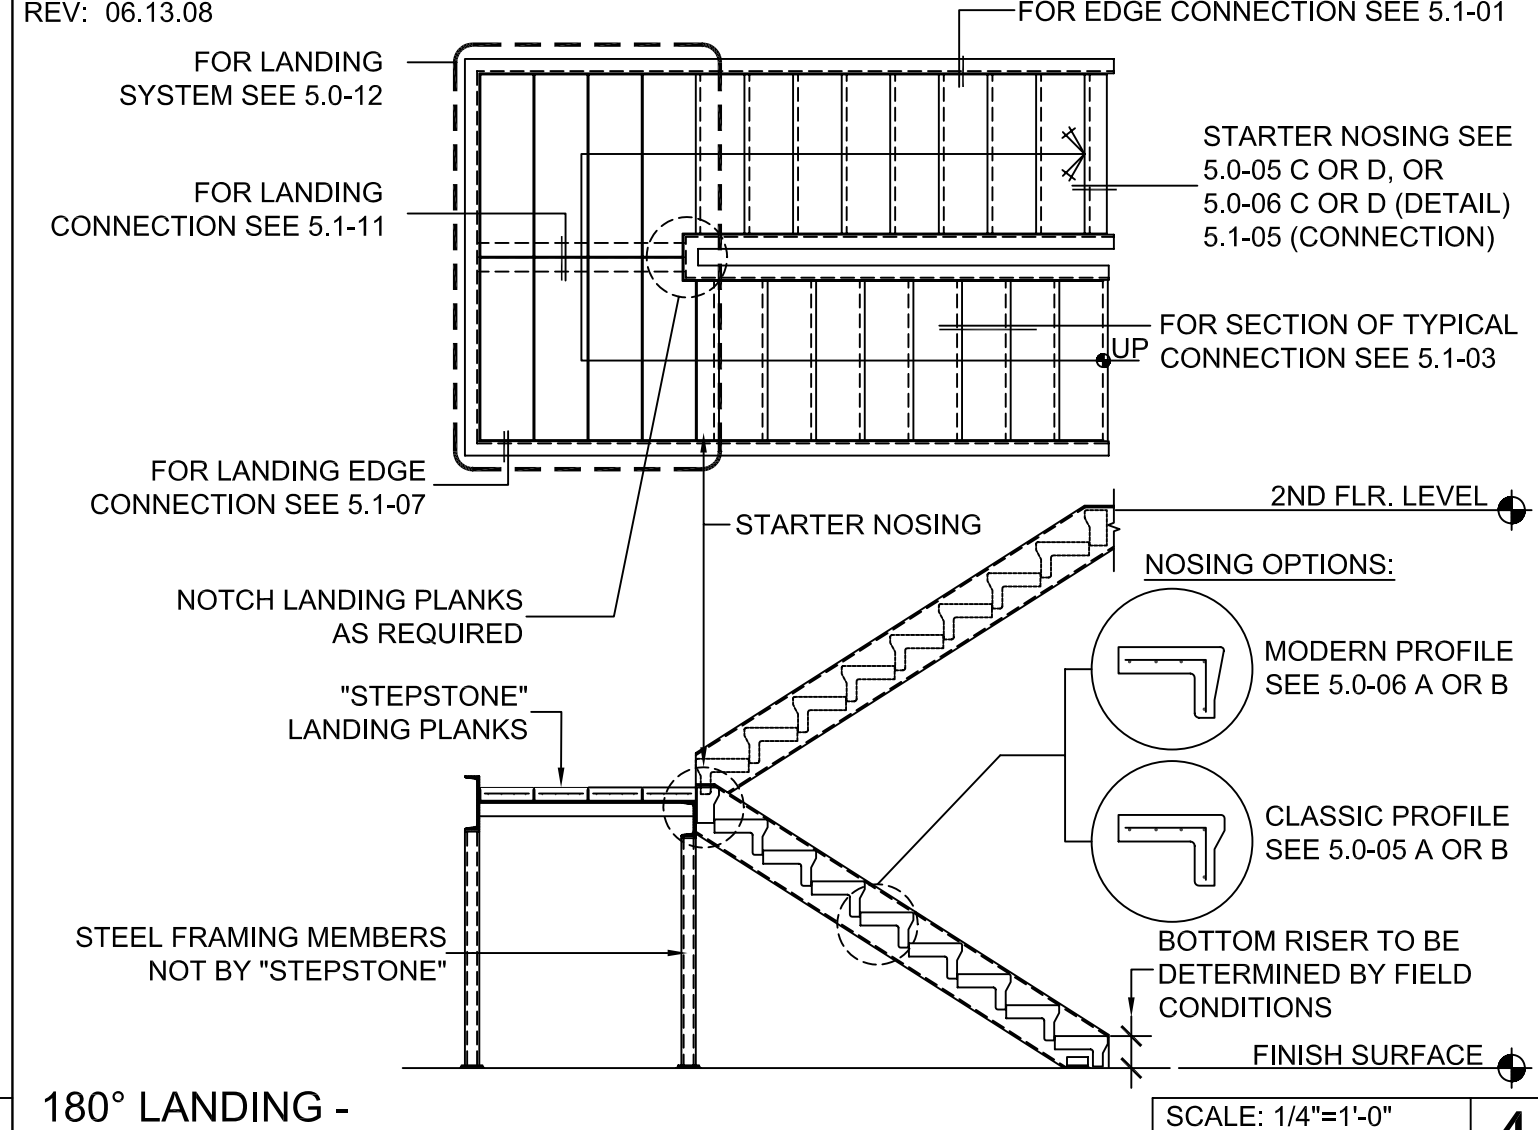 REV: 06.13.08
FOR EDGE CONNECTION SEE 5.1-01
FOR LANDING
SYSTEM SEE 5.0-12
STARTER NOSING SEE
5.0-05 C OR D, OR
5.0-06 C OR D (DETAIL)
5.1-05 (CONNECTION)
FOR LANDING
CONNECTION SEE 5.1-11
FOR SECTION OF TYPICAL
CONNECTION SEE 5.1-03
UP
FOR LANDING EDGE
CONNECTION SEE 5.1-07
2ND FLR. LEVEL
STARTER NOSING
NOSING OPTIONS:
NOTCH LANDING PLANKS
AS REQUIRED
MODERN PROFILE
SEE 5.0-06 A OR B
"STEPSTONE"
LANDING PLANKS
CLASSIC PROFILE
SEE 5.0-05 A OR B
STEEL FRAMING MEMBERS
NOT BY "STEPSTONE"
BOTTOM RISER TO BE
DETERMINED BY FIELD
CONDITIONS
FINISH SURFACE
180° LANDING -
SCALE: 1/4"=1'-0"